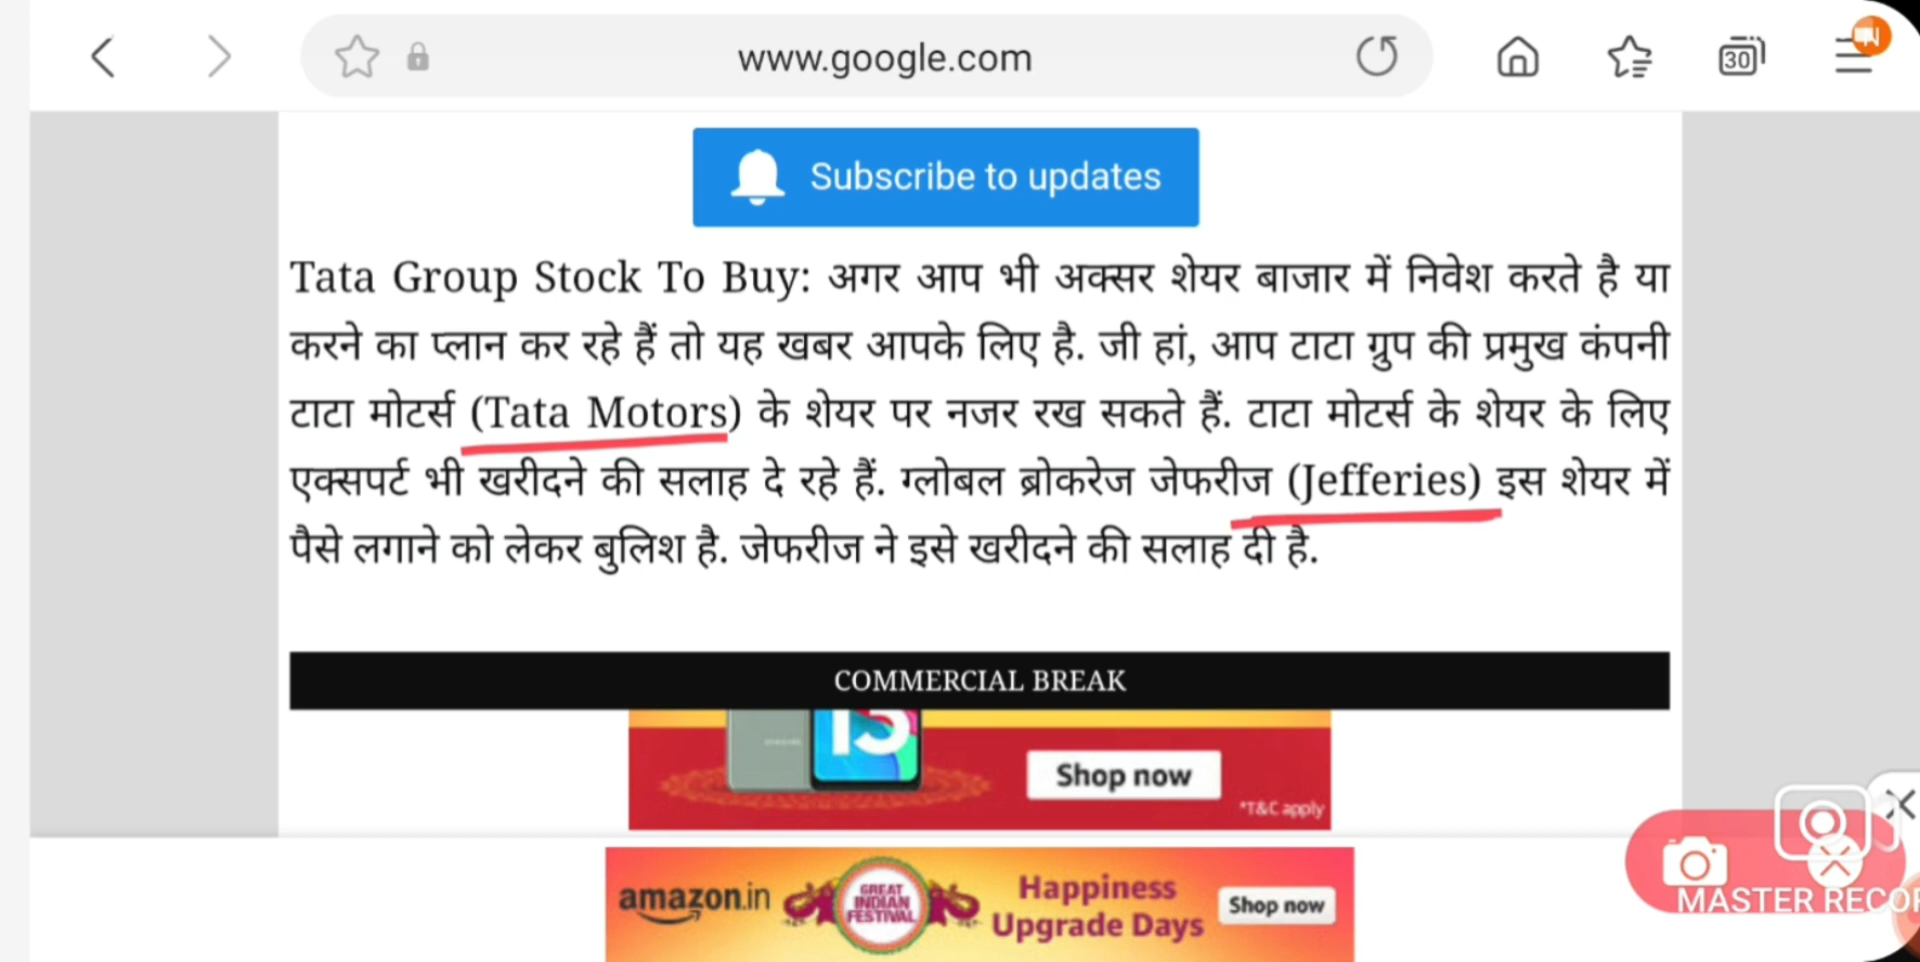 www.google.com
30
Subscribe to updates
Tata Group Stock To Buy: अगर आप भी अक्सर शेयर बाजार में निवेश करते है या
करने का प्लान कर रहे हैं तो यह खबर आपके लिए है. जी हां, आप टाटा ग्रुप की प्रमुख कंपनी
टाटा मोटर्स (Tata Motors) के शेयर पर नजर रख सकते हैं. टाटा मोटर्स के शेयर के लिए
एक्सपर्ट भी खरीदने की सलाह दे रहे हैं. ग्लोबल ब्रोकरेज जेफरीज (Jefferies) इस शेयर में
पैसे लगाने को लेकर बुलिश है. जेफरीज ने इसे खरीदने की सलाह दी है.
COMMERCIAL BREAK
15
Shop now
*T&C apply
MASTER RECOR
amazon.in
GREAT
INDIAN
FESTIVAL
Happiness
Upgrade Days
Shop now